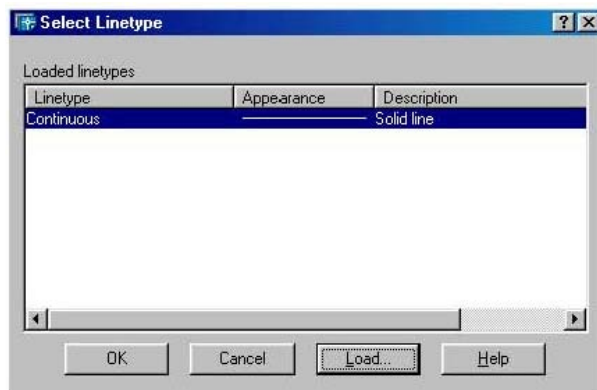 Select Linetype
Loaded linetypes
Linetype Appearance Description
Continuous Solid line
OK Cancel Load... Help